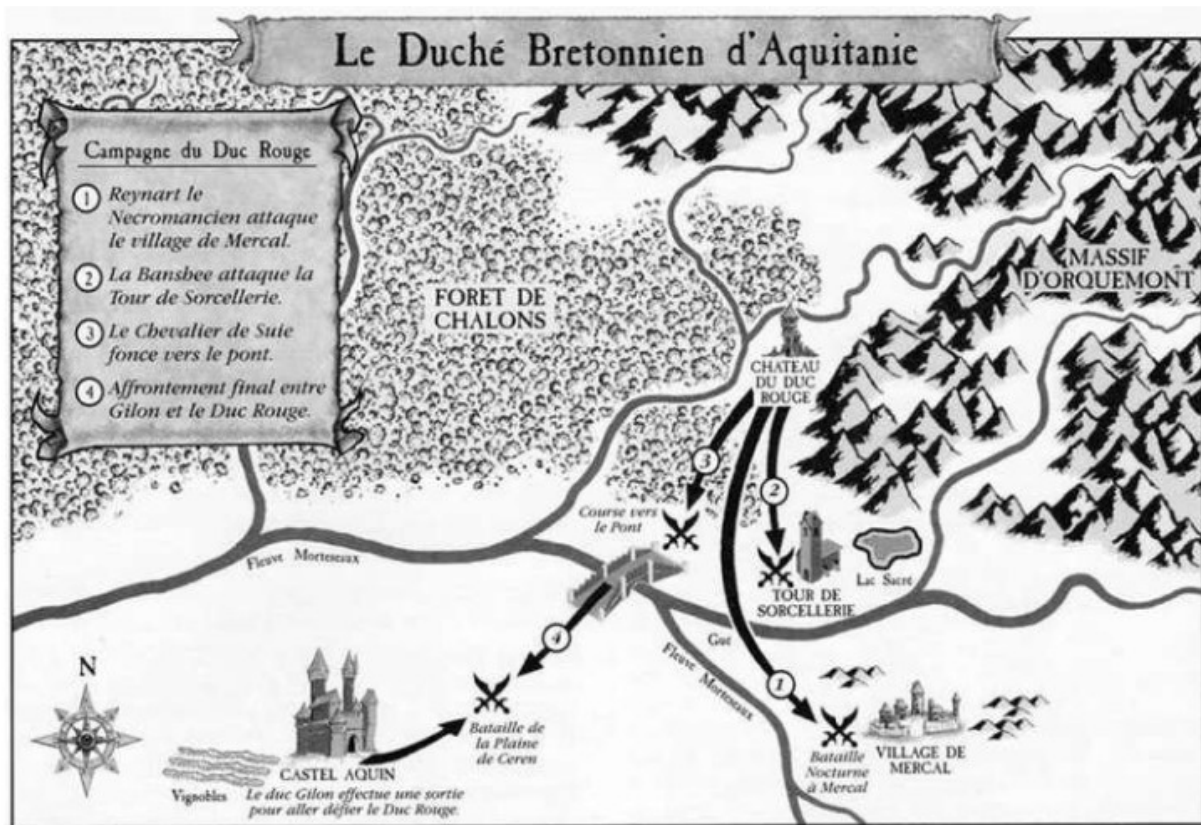 Le Duché Bretonnien d'Aquitanie
Campagne du Duc Rouge
1 Reynart le
Necromancien attaque
le village de Mercal.
2 La Banshee attaque la
Tour de Sorcellerie.
3 Le Chevalier de Suie
fonce vers le pont.
4 Affrontement final entre
Gilon et le Duc Rouge.
FORET DE
CHALONS
MASSIF
D'ORQUEMONT
CHATEAU
DU DUC
ROUGE
3
2
Course vers
le Pont
Fleuve Morteseaux
Lac Sacré
TOUR DE
SORCELLERIE
4
Gué
Fleuve Morteseaux
1
N
Bataille de
la Plaine
de Ceren
Bataille
Nocturne
à Mercal
VILLAGE DE
MERCAL
Vignobles
CASTEL AQUIN
Le duc Gilon effectue une sortie
pour aller défier le Duc Rouge.